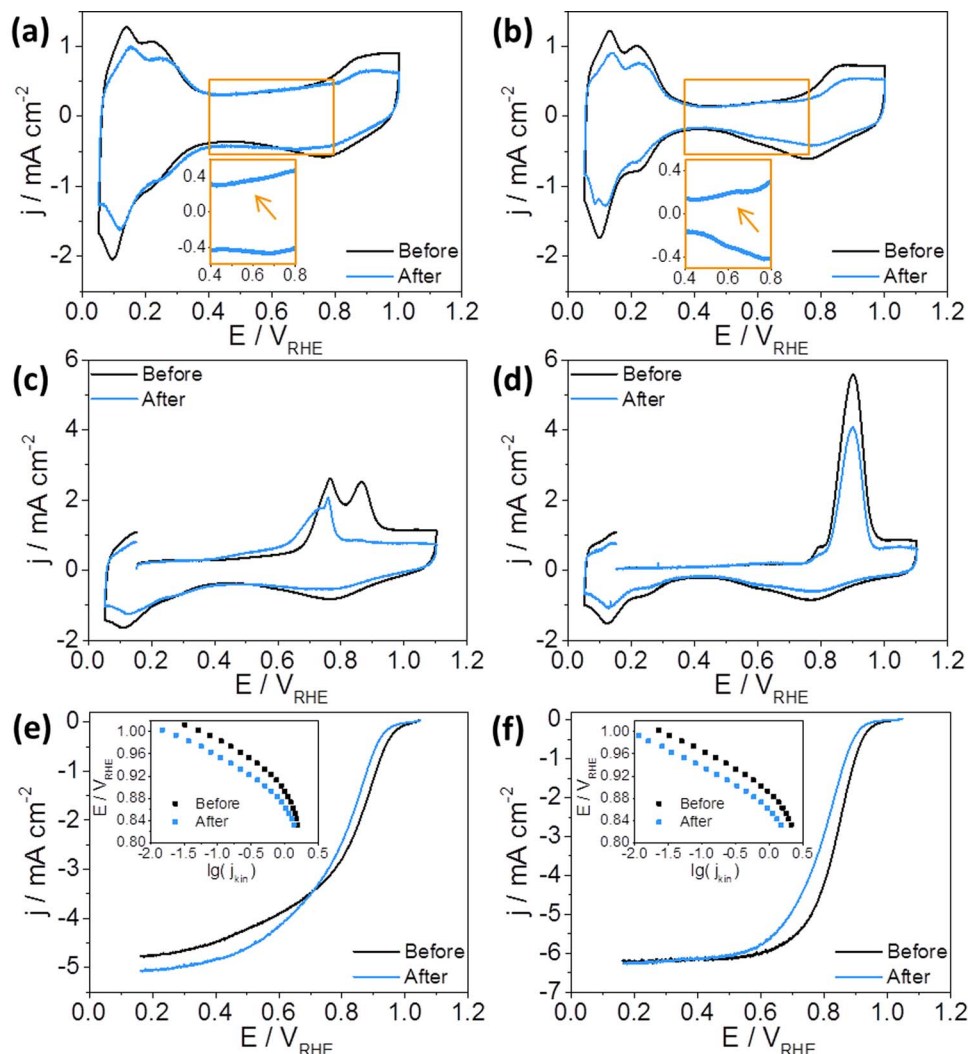 (a)
1
0
-1
-2
j / mA cm-2
0.4
0.0
-0.4
0.4 0.6 0.8
Before
After
0.0 0.2 0.4 0.6 0.8 1.0 1.2
E / VRHE
(b)
1
0
-1
-2
j / mA cm-2
0.4
0.0
-0.4
0.4 0.6 0.8
Before
After
0.0 0.2 0.4 0.6 0.8 1.0 1.2
E / VRHE
(c)
6
4
2
0
-2
j / mA cm-2
Before
After
0.0 0.2 0.4 0.6 0.8 1.0 1.2
E / VRHE
(d)
6
4
2
0
-2
j / mA cm-2
Before
After
0.0 0.2 0.4 0.6 0.8 1.0 1.2
E / VRHE
(e)
0
-1
-2
-3
-4
-5
j / mA cm-2
1.00
0.96
0.92
0.88
0.84
0.80
E / VRHE
Before
After
-2.0 -1.5 -1.0 -0.5 0.0 0.5
lg( jkin )
Before
After
0.0 0.2 0.4 0.6 0.8 1.0 1.2
E / VRHE
(f)
0
-1
-2
-3
-4
-5
-6
-7
j / mA cm-2
1.00
0.96
0.92
0.88
0.84
0.80
E / VRHE
Before
After
-2.0 -1.5 -1.0 -0.5 0.0 0.5
lg( jkin )
Before
After
0.0 0.2 0.4 0.6 0.8 1.0 1.2
E / VRHE